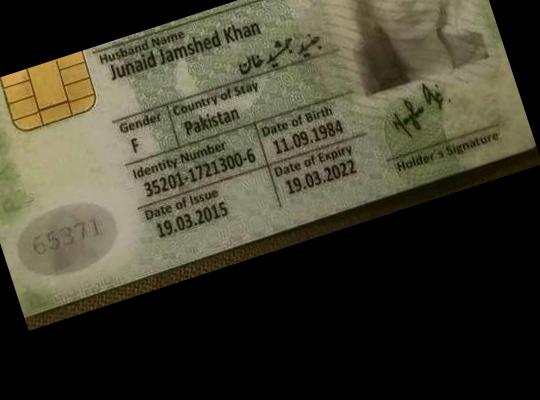 Husband Name
Junaid Jamshed Khan
جنید جمشید خان
Gender Country of Stay
F Pakistan
Identity Number Date of Birth
35201-1721300-6 11.09.1984
Date of Issue Date of Expiry
19.03.2015 19.03.2022
Holder's Signature
65371